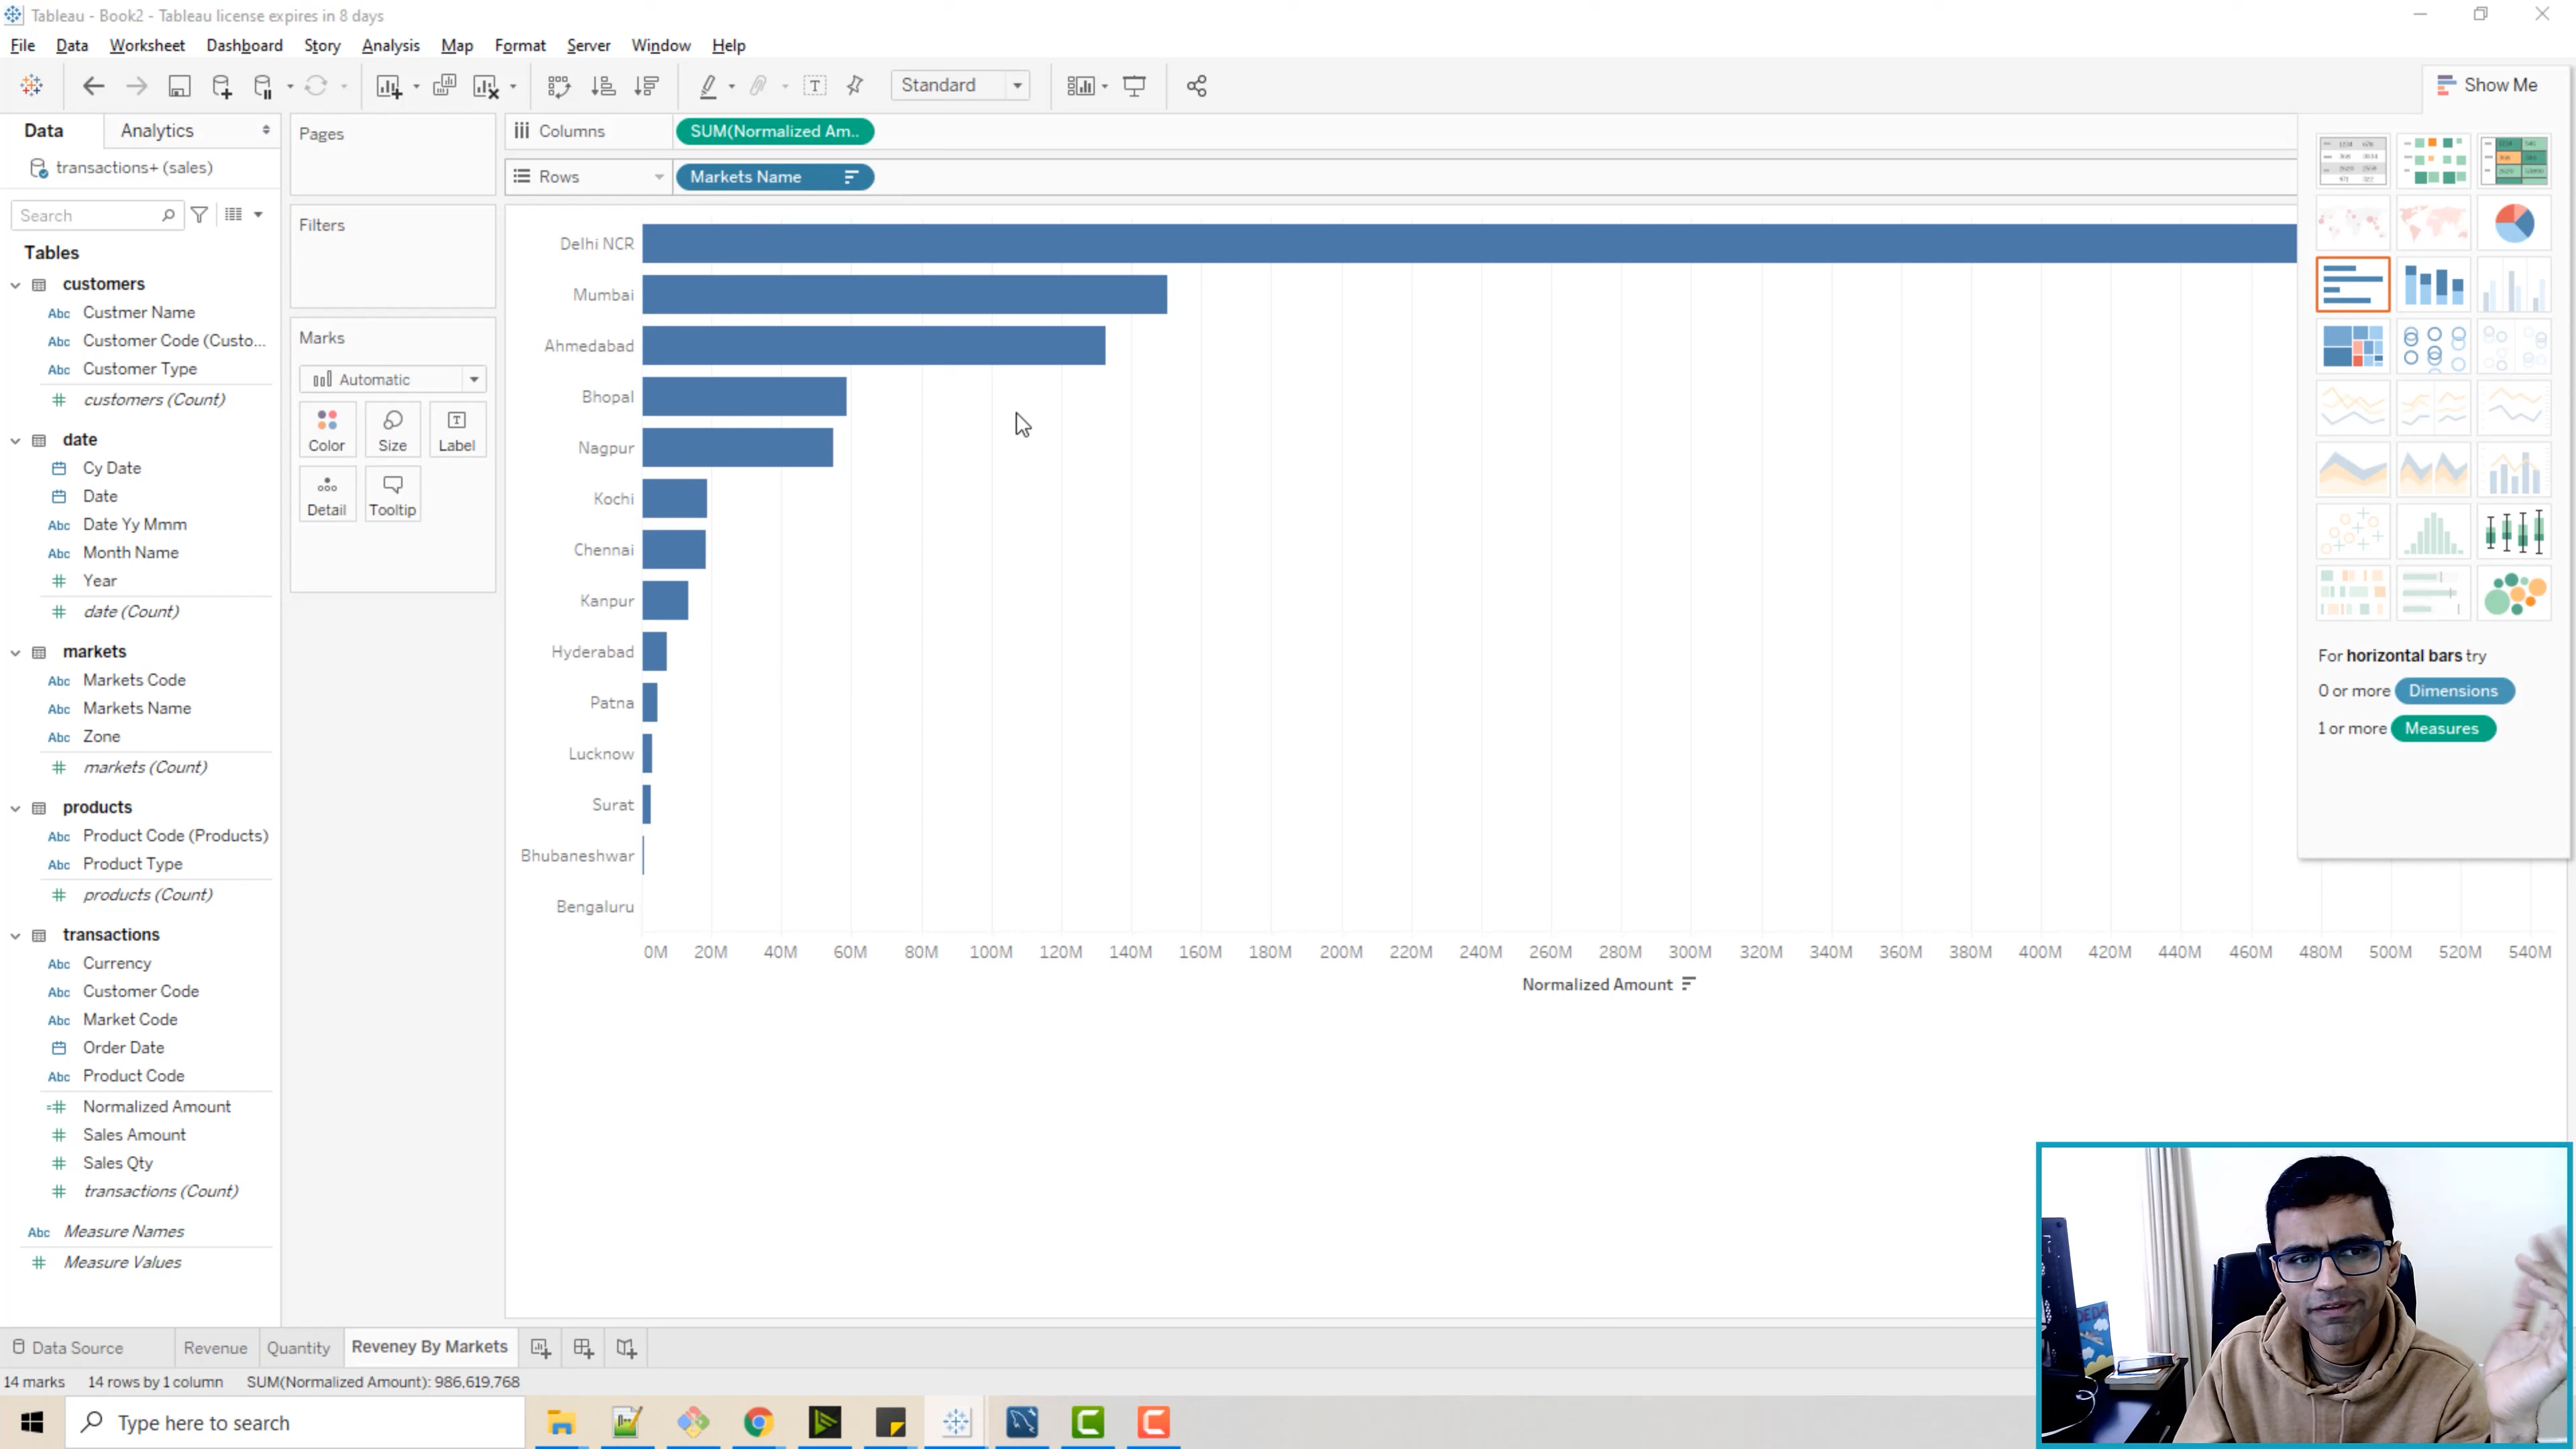 Tableau - Book2 - Tableau license expires in 8 days
File Data Worksheet Dashboard Story Analysis Map Format Server Window Help
Standard
Show Me
Data Analytics
transactions+ (sales)
Search
Tables
customers
Custmer Name
Customer Code (Custo...
Customer Type
customers (Count)
date
Cy Date
Date
Date Yy Mmm
Month Name
Year
date (Count)
markets
Markets Code
Markets Name
Zone
markets (Count)
products
Product Code (Products)
Product Type
products (Count)
transactions
Currency
Customer Code
Market Code
Order Date
Product Code
Normalized Amount
Sales Amount
Sales Qty
transactions (Count)
Measure Names
Measure Values
Pages
Filters
Marks
Automatic
Color Size Label
Detail Tooltip
Columns SUM(Normalized Am..
Rows Markets Name
Delhi NCR
Mumbai
Ahmedabad
Bhopal
Nagpur
Kochi
Chennai
Kanpur
Hyderabad
Patna
Lucknow
Surat
Bhubaneshwar
Bengaluru
0M 20M 40M 60M 80M 100M 120M 140M 160M 180M 200M 220M 240M 260M 280M 300M 320M 340M 360M 380M 400M 420M 440M 460M 480M 500M 520M 540M
Normalized Amount
For horizontal bars try
0 or more Dimensions
1 or more Measures
Data Source Revenue Quantity Reveney By Markets
14 marks 14 rows by 1 column SUM(Normalized Amount): 986,619,768
Type here to search